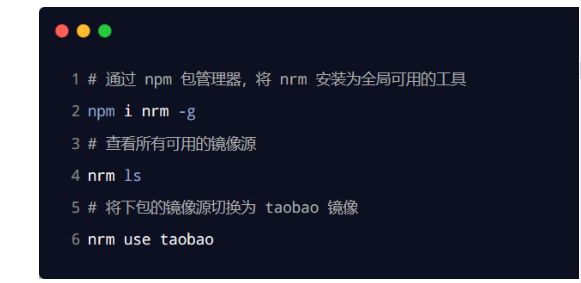 1 # 通过 npm 包管理器，将 nrm 安装为全局可用的工具
2 npm i nrm -g
3 # 查看所有可用的镜像源
4 nrm ls
5 # 将下包的镜像源切换为 taobao 镜像
6 nrm use taobao